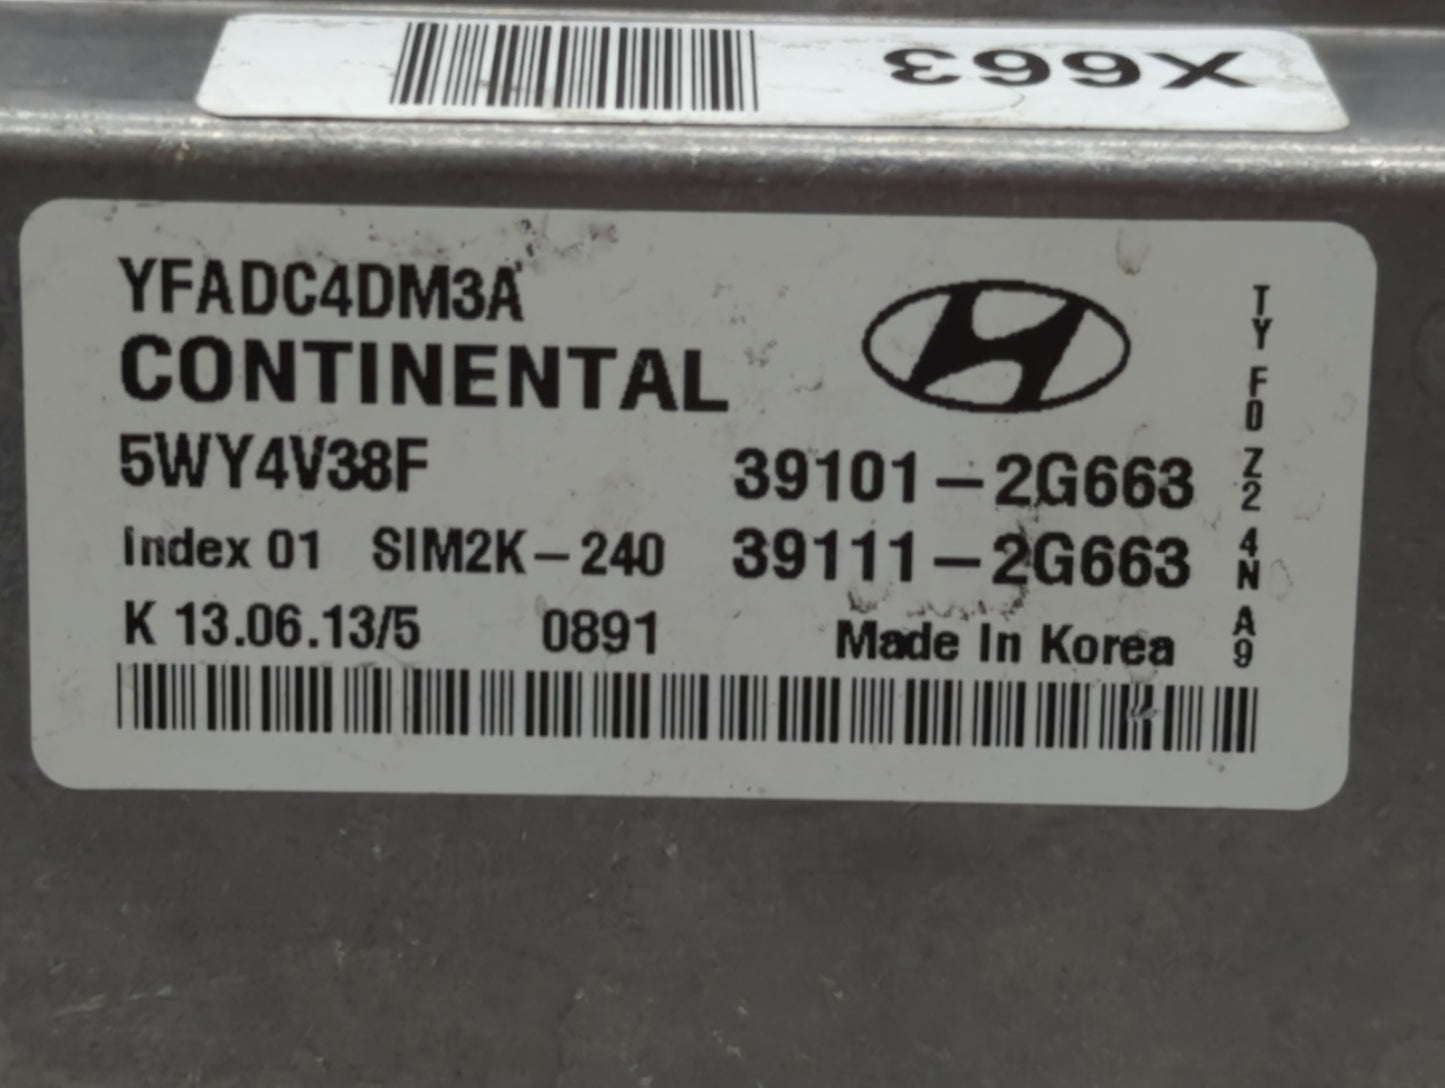 X663
YFADC4DM3A
CONTINENTAL
5WY4V38F
39101-2G663
Index 01 SIM2K-240
39111-2G663
K 13.06.13/5 0891
Made In Korea
TY F0 Z2 4N A9